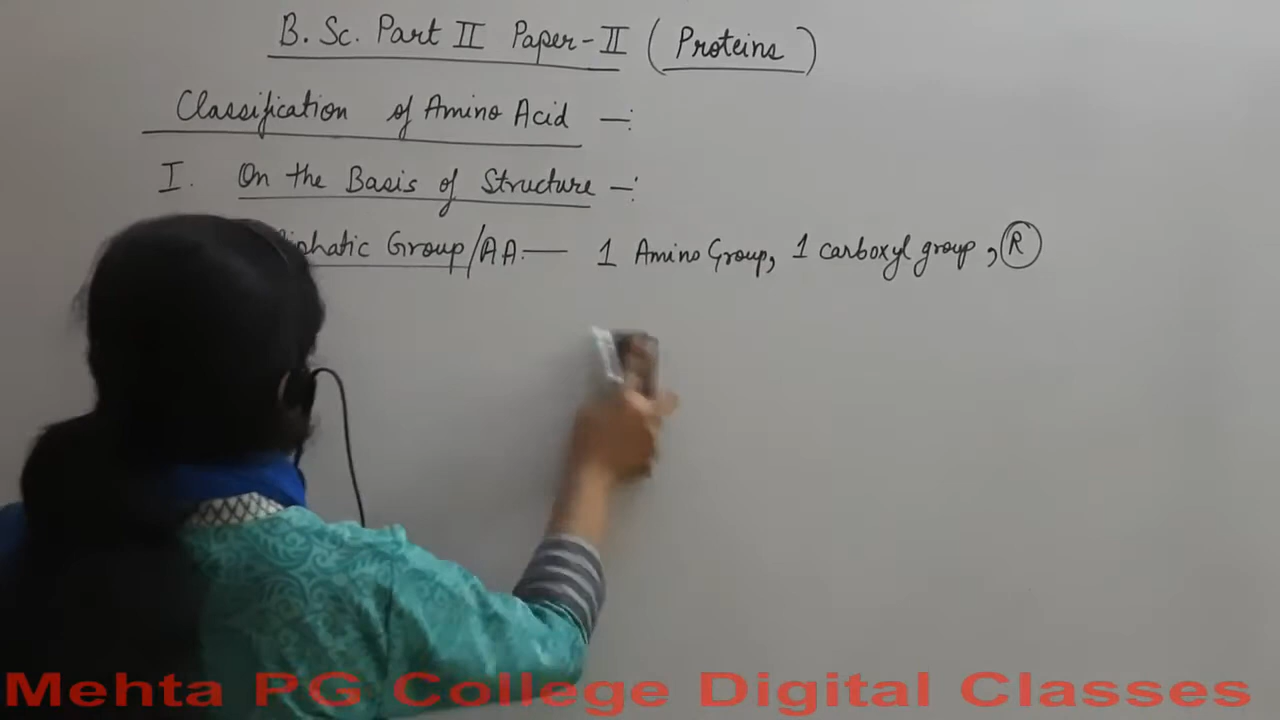 B. Sc. Part II Paper-II (Proteins)
Classification of Amino Acid —:
I. On the Basis of Structure —:
Group/AA.— 1 Amino Group, 1 carboxyl group, R
Mehta PG College Digital Classes